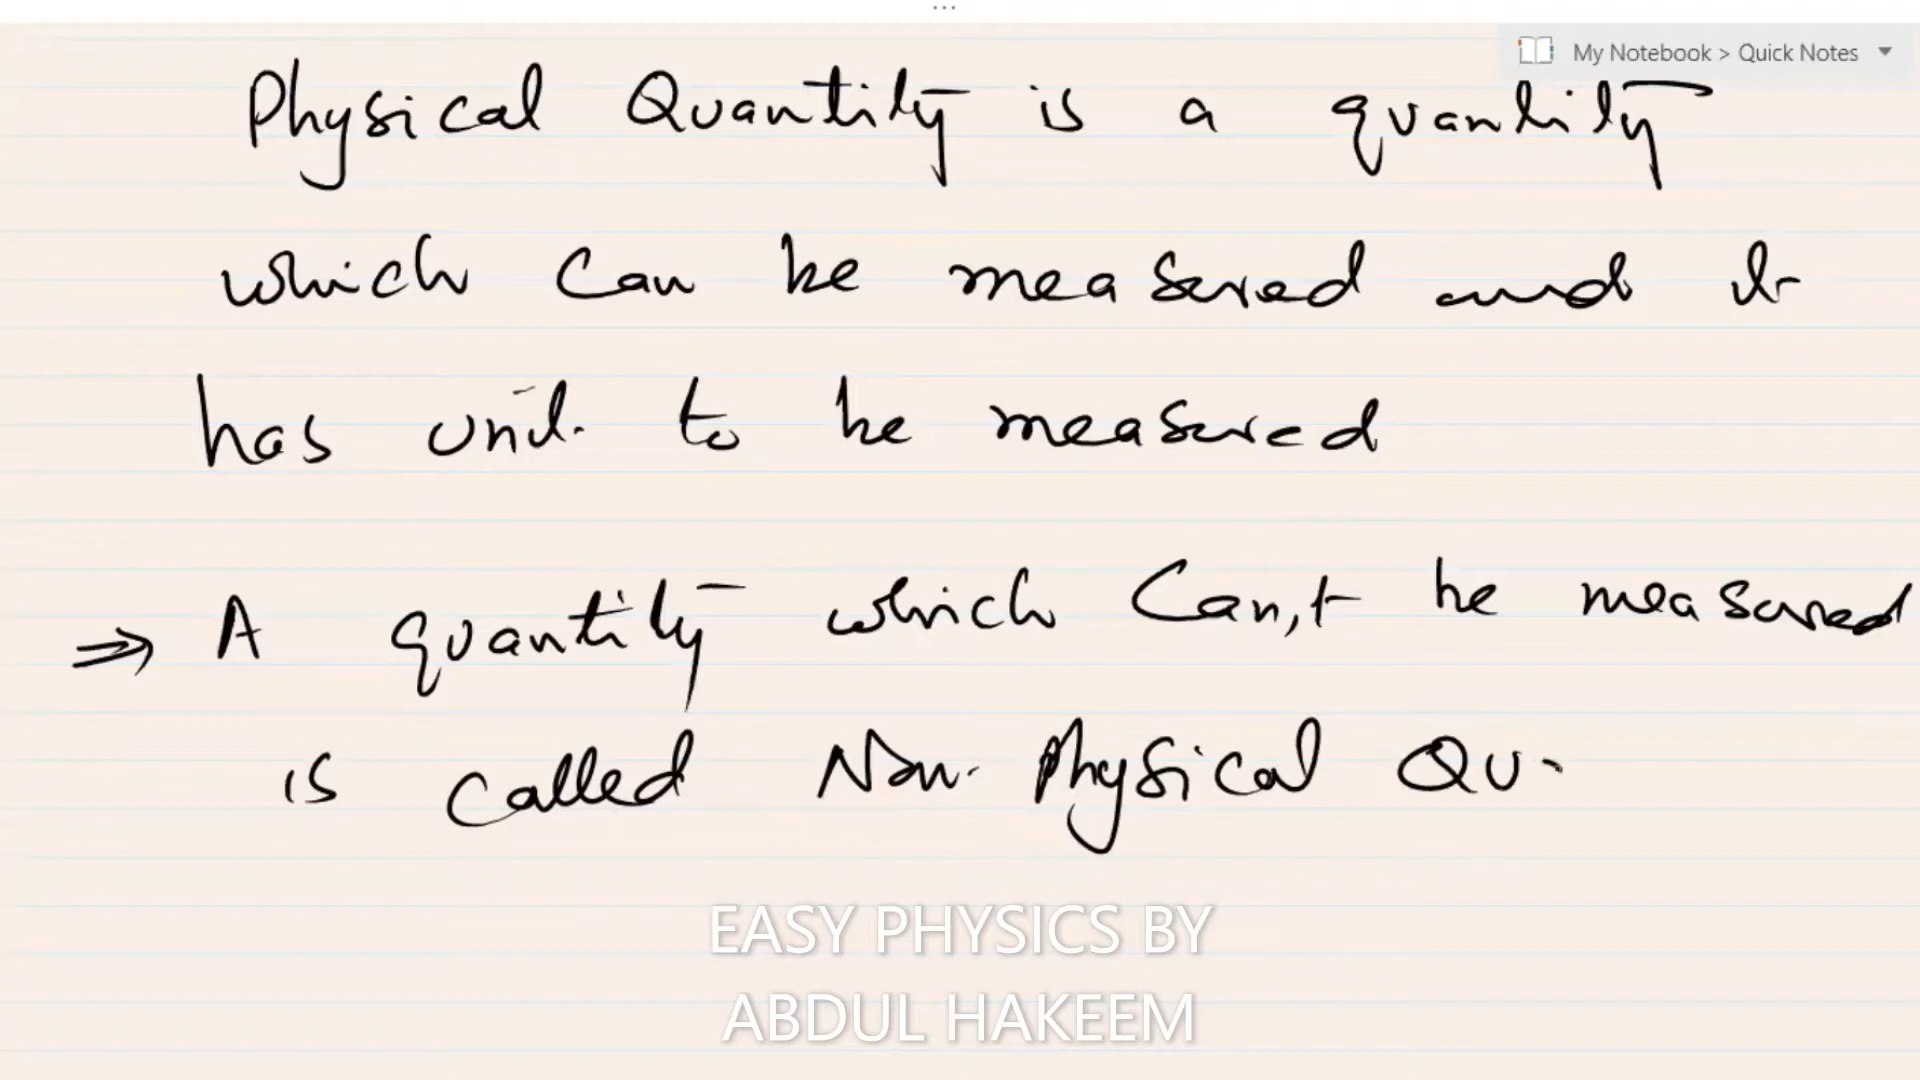 ...
My Notebook > Quick Notes
Physical Quantity is a quantity
which can be measured and it
has unit to be measured
⇒ A quantity which Can,t be measured
is called Non-Physical Qu.
EASY PHYSICS BY
ABDUL HAKEEM